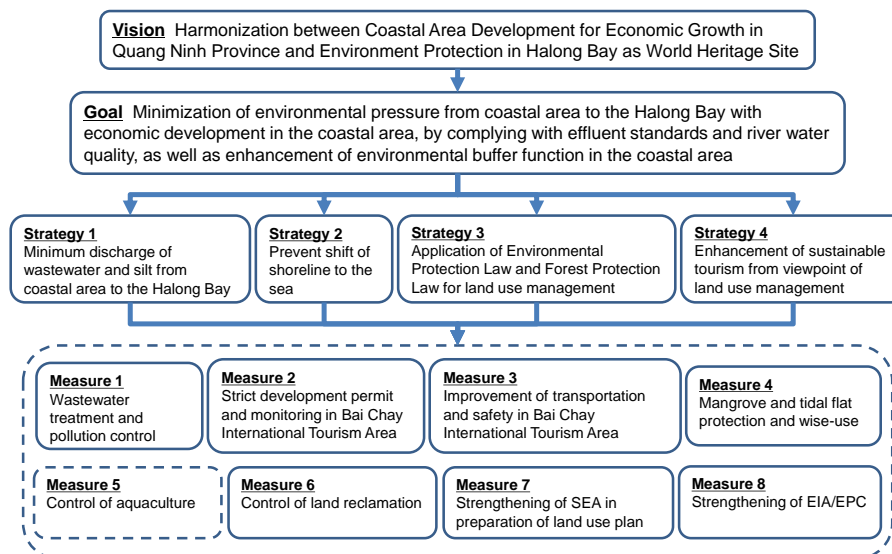 Vision Harmonization between Coastal Area Development for Economic Growth in
Quang Ninh Province and Environment Protection in Halong Bay as World Heritage Site
Goal Minimization of environmental pressure from coastal area to the Halong Bay with
economic development in the coastal area, by complying with effluent standards and river water
quality, as well as enhancement of environmental buffer function in the coastal area
Strategy 1
Minimum discharge of
wastewater and silt from
coastal area to the Halong Bay
Strategy 2
Prevent shift of
shoreline to the
sea
Strategy 3
Application of Environmental
Protection Law and Forest Protection
Law for land use management
Strategy 4
Enhancement of sustainable
tourism from viewpoint of
land use management
Measure 1
Wastewater
treatment and
pollution control
Measure 2
Strict development permit
and monitoring in Bai Chay
International Tourism Area
Measure 3
Improvement of transportation
and safety in Bai Chay
International Tourism Area
Measure 4
Mangrove and tidal flat
protection and wise-use
Measure 5
Control of aquaculture
Measure 6
Control of land reclamation
Measure 7
Strengthening of SEA in
preparation of land use plan
Measure 8
Strengthening of EIA/EPC